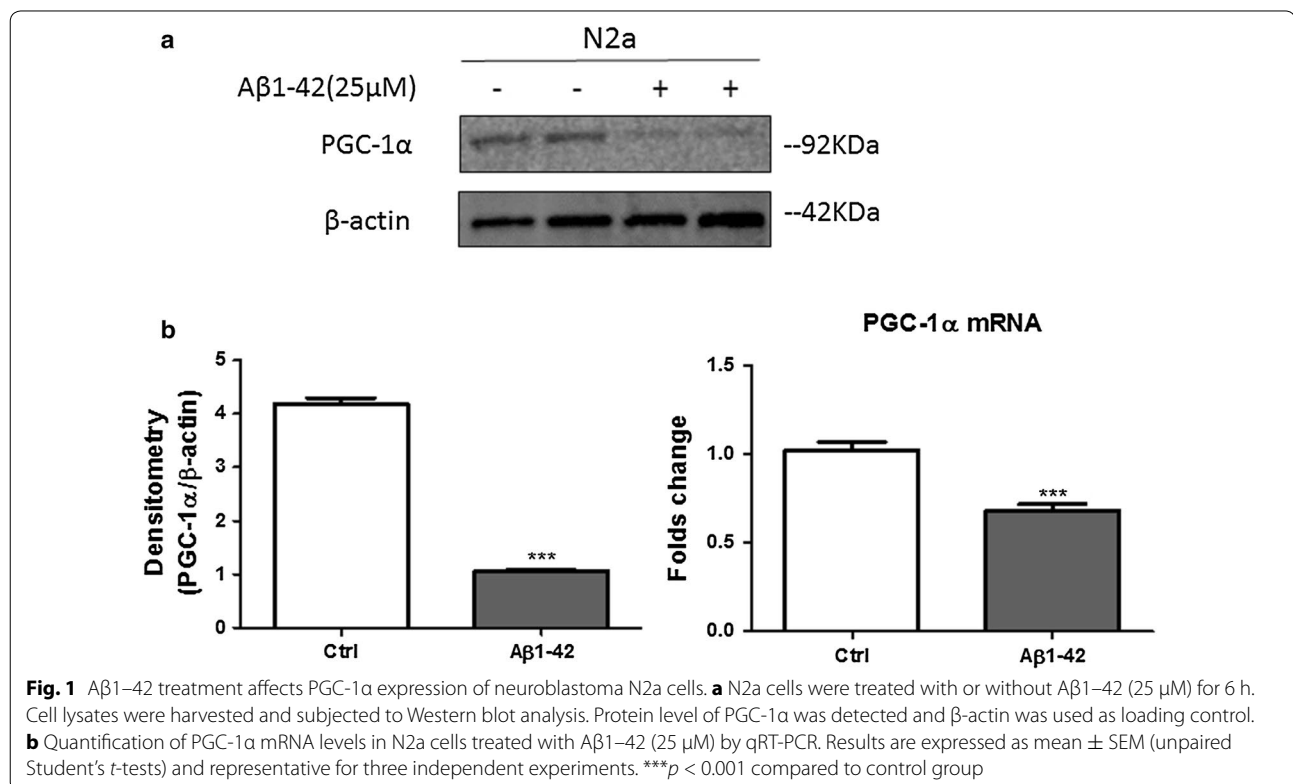 a
N2a
Aβ1-42(25μM) - - + +
PGC-1α --92KDa
β-actin --42KDa
b
Densitometry
(PGC-1α/β-actin)
5
4
3
2
1
0
***
Ctrl Aβ1-42
PGC-1α mRNA
Folds change
1.5
1.0
0.5
0.0
***
Ctrl Aβ1-42
Fig. 1 Aβ1–42 treatment affects PGC-1α expression of neuroblastoma N2a cells. a N2a cells were treated with or without Aβ1–42 (25 μM) for 6 h.
Cell lysates were harvested and subjected to Western blot analysis. Protein level of PGC-1α was detected and β-actin was used as loading control.
b Quantification of PGC-1α mRNA levels in N2a cells treated with Aβ1–42 (25 μM) by qRT-PCR. Results are expressed as mean ± SEM (unpaired
Student's t-tests) and representative for three independent experiments. ***p < 0.001 compared to control group